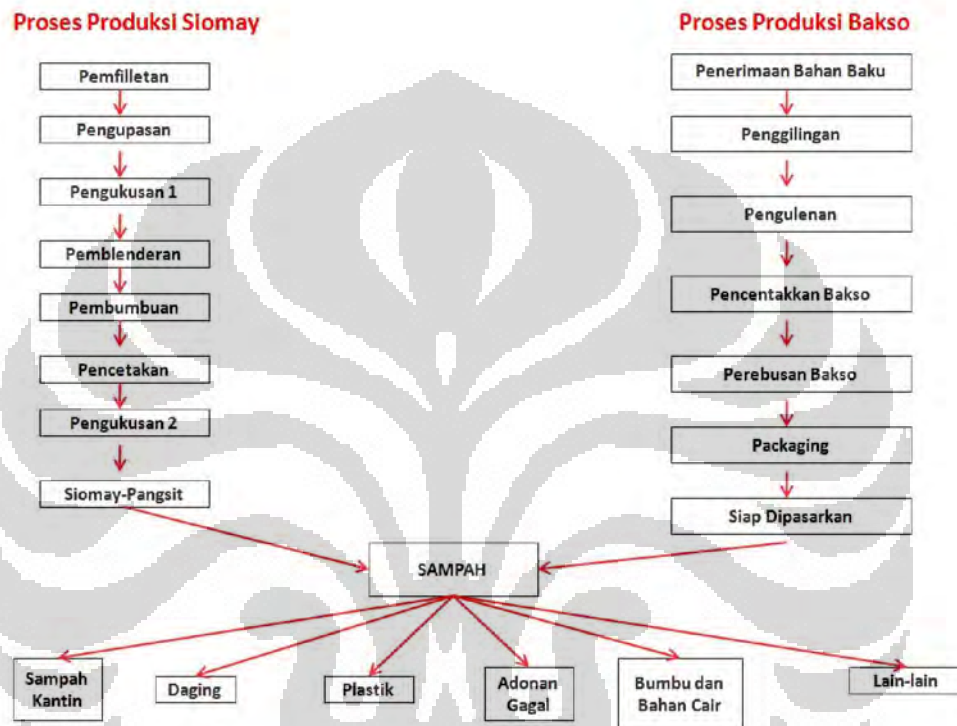 Proses Produksi Siomay
Pemfilletan
Pengupasan
Pengukusan 1
Pemblenderan
Pembumbuan
Pencetakan
Pengukusan 2
Siomay-Pangsit
Proses Produksi Bakso
Penerimaan Bahan Baku
Penggilingan
Pengulenan
Pencentakkan Bakso
Perebusan Bakso
Packaging
Siap Dipasarkan
SAMPAH
Sampah
Kantin
Daging
Plastik
Adonan
Gagal
Bumbu dan
Bahan Cair
Lain-lain